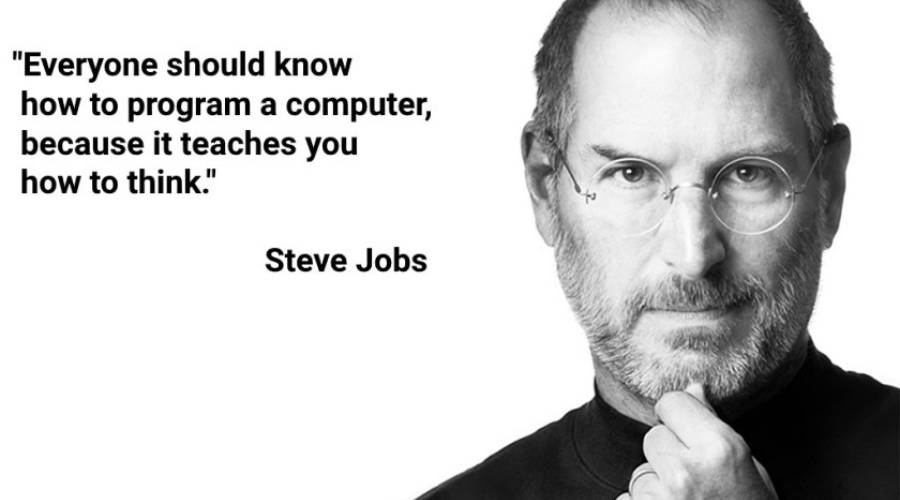 "Everyone should know
how to program a computer,
because it teaches you
how to think."
Steve Jobs